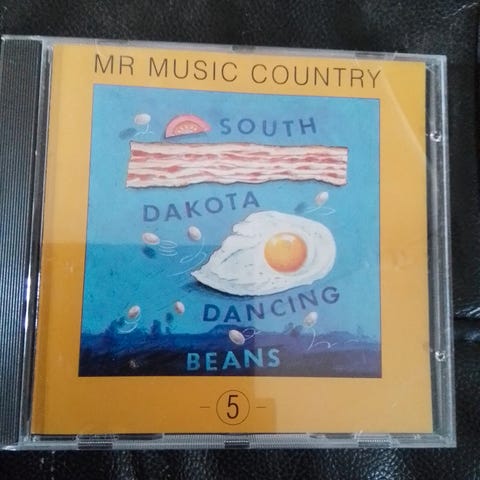 MR MUSIC COUNTRY
SOUTH
DAKOTA
DANCING
BEANS
- 5 -